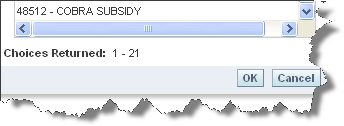 48512 - COBRA SUBSIDY
Choices Returned: 1 - 21
OK Cancel